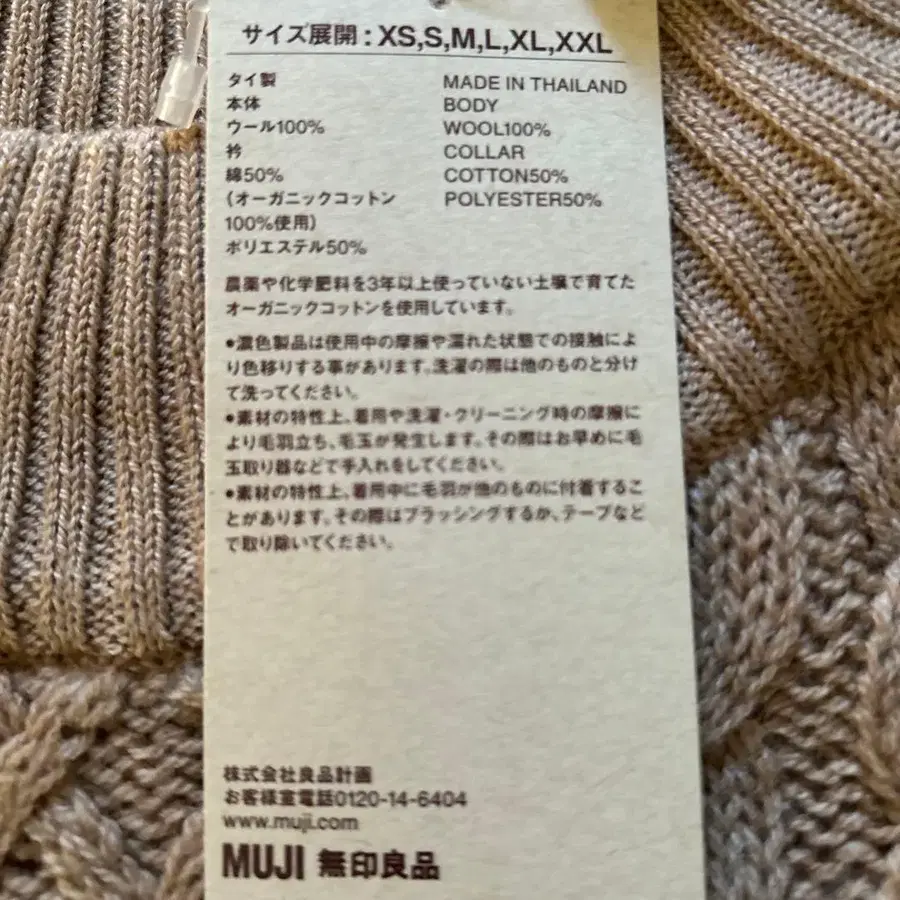 サイズ展開：XS,S,M,L,XL,XXL
タイ製 MADE IN THAILAND
本体 BODY
ウール100% WOOL100%
衿 COLLAR
綿50% COTTON50%
(オーガニックコットン POLYESTER50%
100%使用)
ポリエステル50%
農薬や化学肥料を3年以上使っていない土壌で育てた
オーガニックコットンを使用しています。
●濃色製品は使用中の摩擦や濡れた状態での接触によ
り色移りする事があります。洗濯の際は他のものと分け
て洗ってください。
●素材の特性上、着用や洗濯・クリーニング時の摩擦に
より毛羽立ち、毛玉が発生します。その際はお早めに毛
玉取り器などで手入れをしてください。
●素材の特性上、着用中に毛羽が他のものに付着するこ
とがあります。その際はブラッシングするか、テープなど
で取り除いてください。
株式会社良品計画
お客様室電話0120-14-6404
www.muji.com
MUJI 無印良品